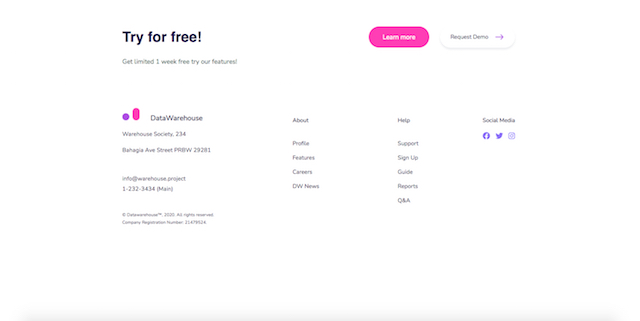 Try for free!
Get limited 1 week free try our features!
Learn more
Request Demo
DataWarehouse
Warehouse Society, 234
Bahagia Ave Street PRBW 29281
info@warehouse.project
1-232-3434 (Main)
© Datawarehouse™, 2020. All rights reserved.
Company Registration Number: 21479524.
About
Profile
Features
Careers
DW News
Help
Support
Sign Up
Guide
Reports
Q&A
Social Media